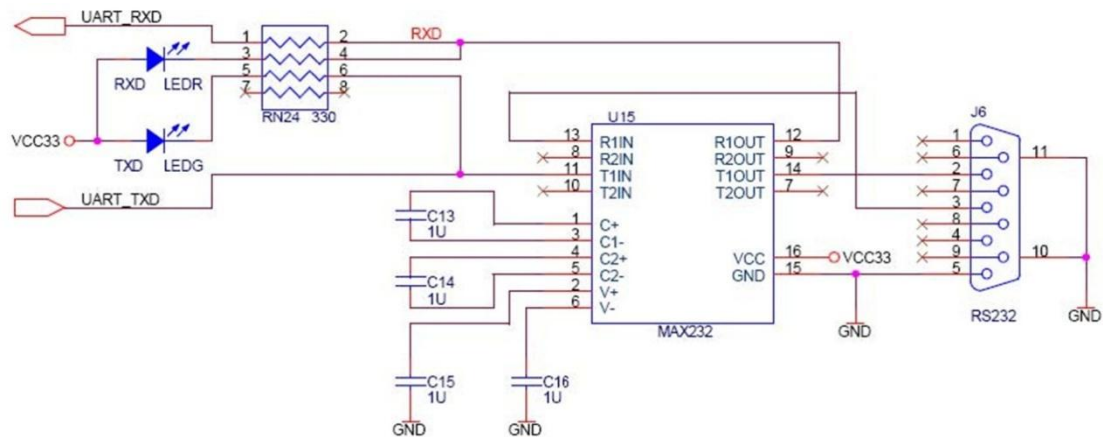 UART_RXD
1
2
RXD
3
4
5
6
7
8
RXD
LEDR
RN24
330
VCC33
TXD
LEDG
UART_TXD
U15
13
R1IN
R1OUT
12
8
R2IN
R2OUT
9
11
T1IN
T1OUT
14
10
T2IN
T2OUT
7
1
C+
3
C1-
4
C2+
5
C2-
2
V+
6
V-
VCC
16
VCC33
GND
15
MAX232
GND
C13
1U
C14
1U
C15
1U
GND
C16
1U
GND
J6
1
6
2
7
3
8
4
9
5
11
10
RS232
GND